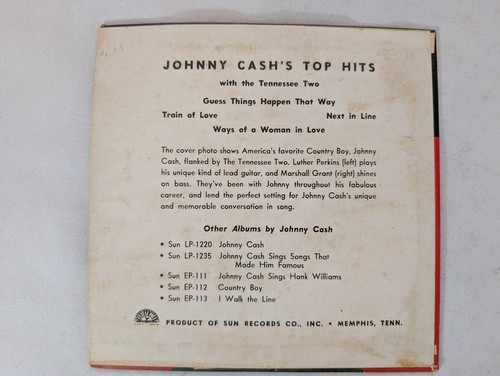 JOHNNY CASH'S TOP HITS
with the Tennessee Two
Guess Things Happen That Way
Train of Love Next in Line
Ways of a Woman in Love
The cover photo shows America's favorite Country Boy, Johnny
Cash, flanked by The Tennessee Two. Luther Perkins (left) plays
his unique kind of lead guitar, and Marshall Grant (right) shines
on bass. They've been with Johnny throughout his fabulous
career, and lend the perfect setting for Johnny Cash's unique
and memorable conversation in song.
Other Albums by Johnny Cash
• Sun LP-1220 Johnny Cash
• Sun LP-1235 Johnny Cash Sings Songs That
Made Him Famous
• Sun EP-111 Johnny Cash Sings Hank Williams
• Sun EP-112 Country Boy
• Sun EP-113 I Walk the Line
PRODUCT OF SUN RECORDS CO., INC. • MEMPHIS, TENN.